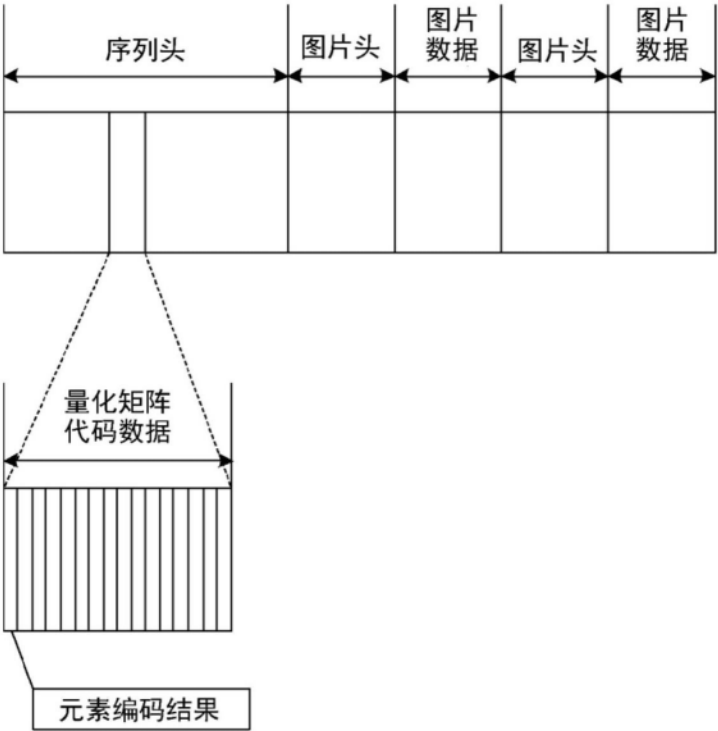 序列头
图片头
图片
数据
图片头
图片
数据
量化矩阵
代码数据
元素编码结果